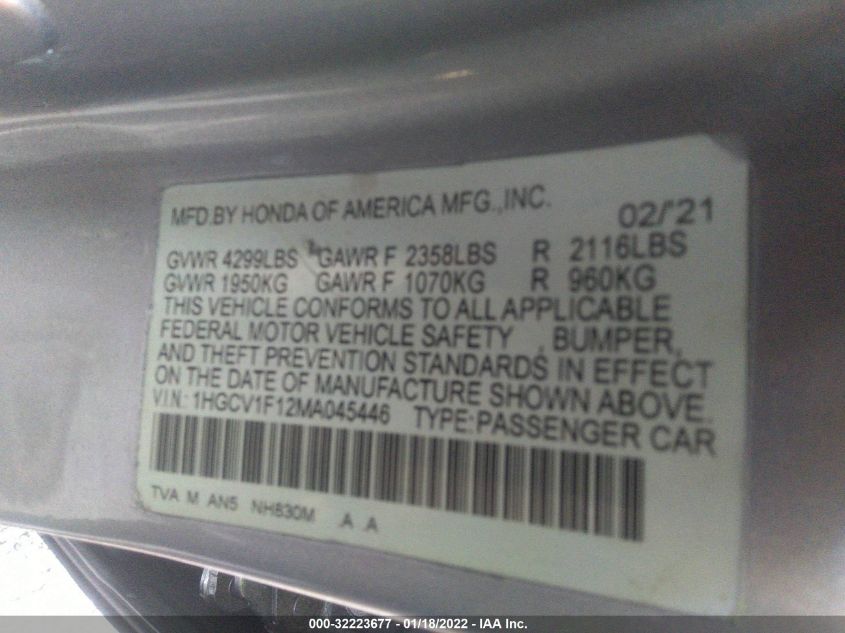 MFD.BY HONDA OF AMERICA MFG.,INC. 02/'21
GVWR 4299LBS GAWR F 2358LBS R 2116LBS
GVWR 1950KG GAWR F 1070KG R 960KG
THIS VEHICLE CONFORMS TO ALL APPLICABLE
FEDERAL MOTOR VEHICLE SAFETY , BUMPER,
AND THEFT PREVENTION STANDARDS IN EFFECT
ON THE DATE OF MANUFACTURE SHOWN ABOVE.
VIN: 1HGCV1F12MA045446 TYPE:PASSENGER CAR
TVA M AN5 NH830M A A
000-32223677 - 01/18/2022 - IAA Inc.